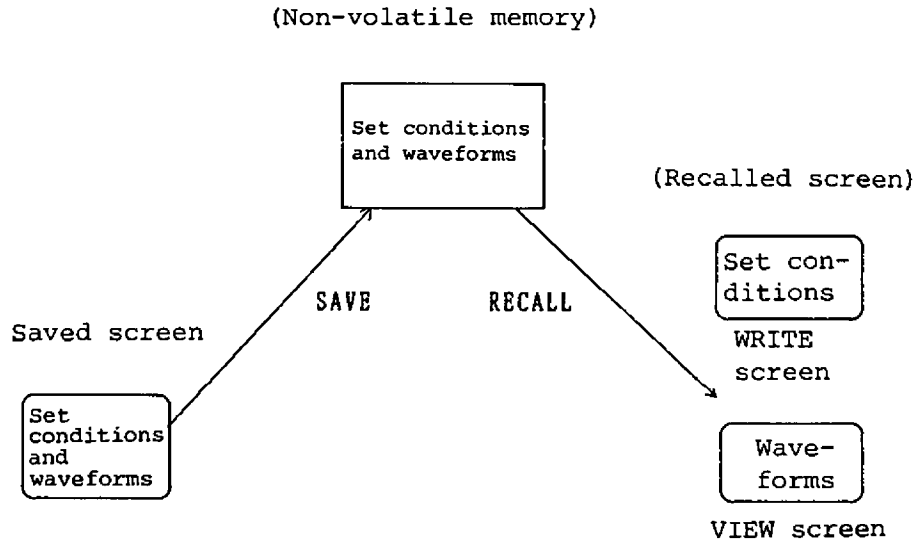 (Non-volatile memory)
Set conditions
and waveforms
(Recalled screen)
Set con-
ditions
SAVE
RECALL
Saved screen
WRITE
screen
Set
conditions
and
waveforms
Wave-
forms
VIEW screen